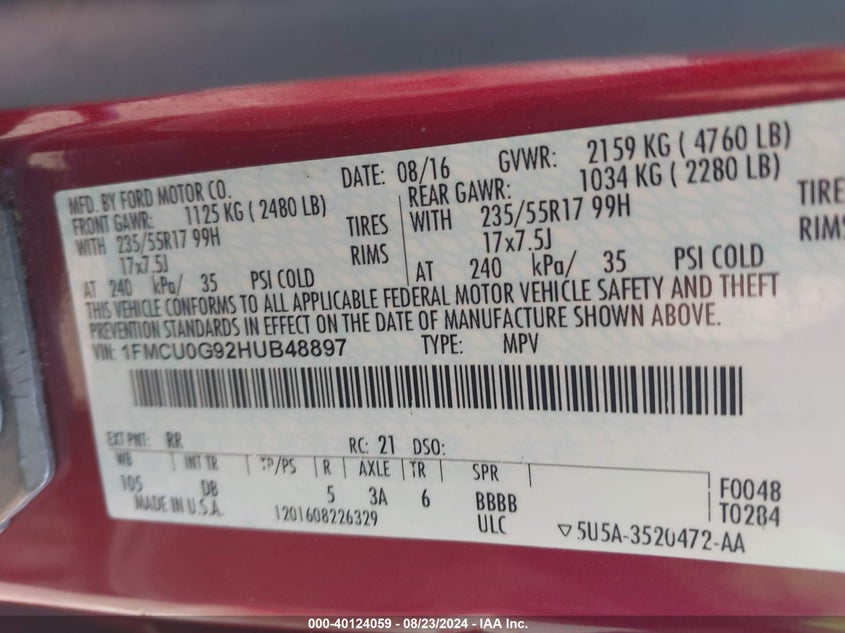 MFD. BY FORD MOTOR CO. DATE: 08/16 GVWR: 2159 KG ( 4760 LB)
FRONT GAWR: 1125 KG ( 2480 LB) REAR GAWR: 1034 KG ( 2280 LB)
WITH 235/55R17 99H TIRES WITH 235/55R17 99H TIRE
17x7.5J RIMS 17x7.5J RIMS
AT 240 kPa/ 35 PSI COLD AT 240 kPa/ 35 PSI COLD
THIS VEHICLE CONFORMS TO ALL APPLICABLE FEDERAL MOTOR VEHICLE SAFETY AND THEFT
PREVENTION STANDARDS IN EFFECT ON THE DATE OF MANUFACTURE SHOWN ABOVE.
VIN: 1FMCU0G92HUB48897 TYPE: MPV
EXT PNT: RR RC: 21 DSO:
WB INT TR TP/PS R AXLE TR SPR
105 DB 5 3A 6 BBBB F0048
MADE IN U.S.A. 1201608226329 ULC T0284
▽5U5A-3520472-AA
000-40124059 - 08/23/2024 - IAA Inc.